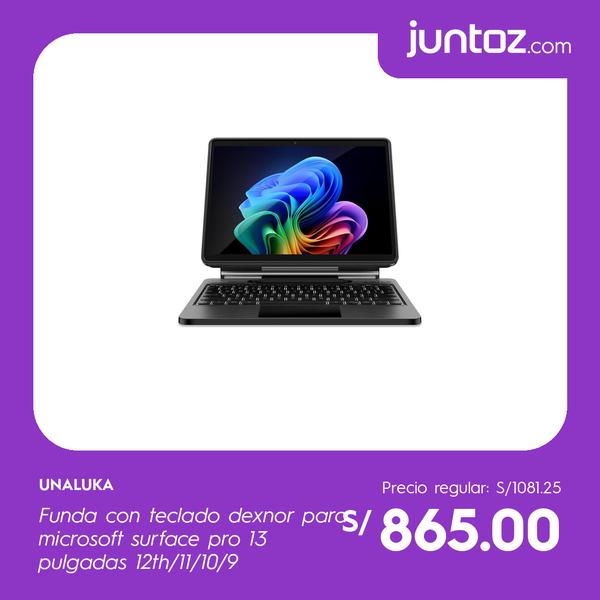 juntoz.com
UNALUKA
Funda con teclado dexnor para
microsoft surface pro 13
pulgadas 12th/11/10/9
Precio regular: S/1081.25
S/ 865.00